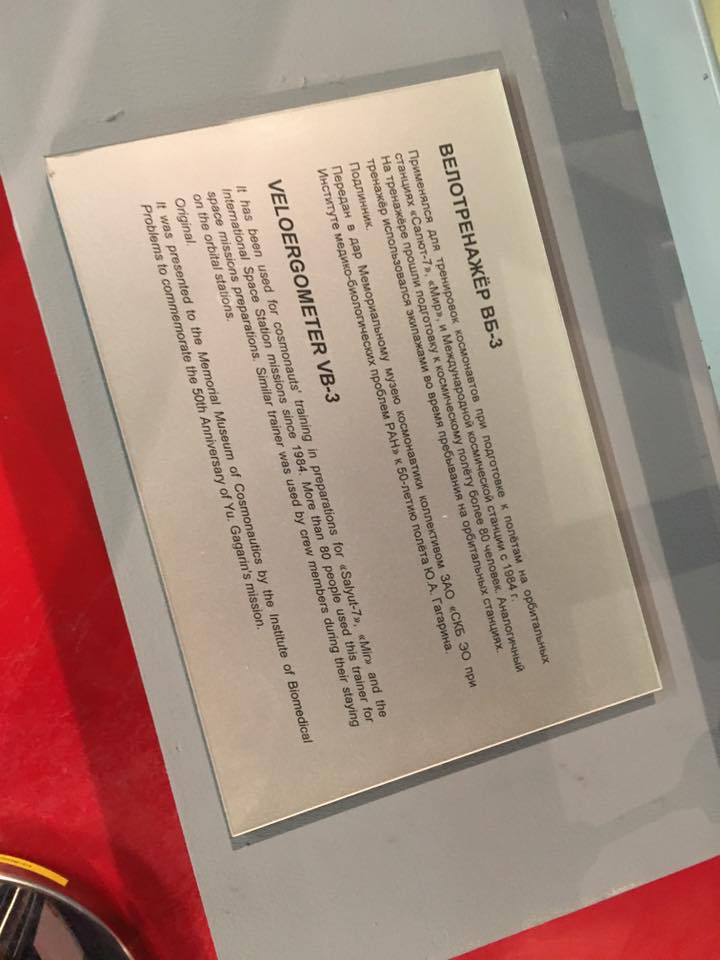 ВЕЛОТРЕНАЖЁР ВБ-3
Применялся для тренировок космонавтов при подготовке к полётам на орбитальных
станциях «Салют-7», «Мир», и Международной космической станции с 1984 г.
На тренажёре прошли подготовку к космическому полёту более 80 человек. Аналогичный
тренажёр использовался экипажами во время пребывания на орбитальных станциях.
Подлинник.
Передан в дар Мемориальному музею космонавтики коллективом ЗАО «СКБ ЭО при
Институте медико-биологических проблем РАН» к 50-летию полёта Ю.А. Гагарина.
VELOERGOMETER VB-3
It has been used for cosmonauts' training in preparations for «Salyut-7», «Mir» and the
International Space Station missions since 1984. More than 80 people used this trainer for
space missions preparations. Similar trainer was used by crew members during their staying
on the orbital stations.
Original.
It was presented to the Memorial Museum of Cosmonautics by the Institute of Biomedical
Problems to commemorate the 50th Anniversary of Yu. Gagarin's mission.